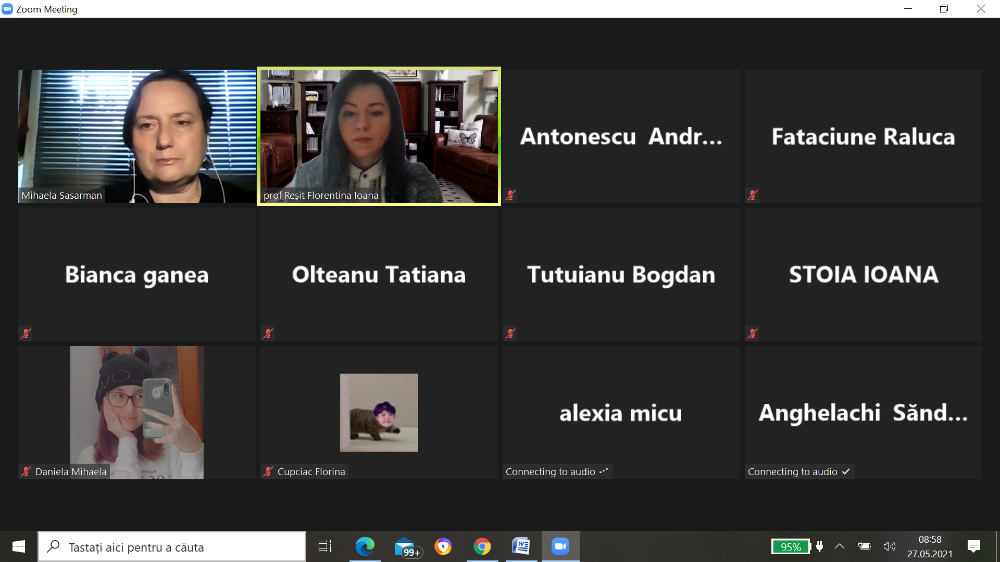 Zoom Meeting
Mihaela Sasarman
prof Reșit Florentina Ioana
Antonescu Andr...
Fataciune Raluca
Bianca ganea
Olteanu Tatiana
Tutuianu Bogdan
STOIA IOANA
Daniela Mihaela
Cupciac Florina
alexia micu
Connecting to audio
Anghelachi Sănd...
Connecting to audio
Tastați aici pentru a căuta
99+
95%
08:58
27.05.2021